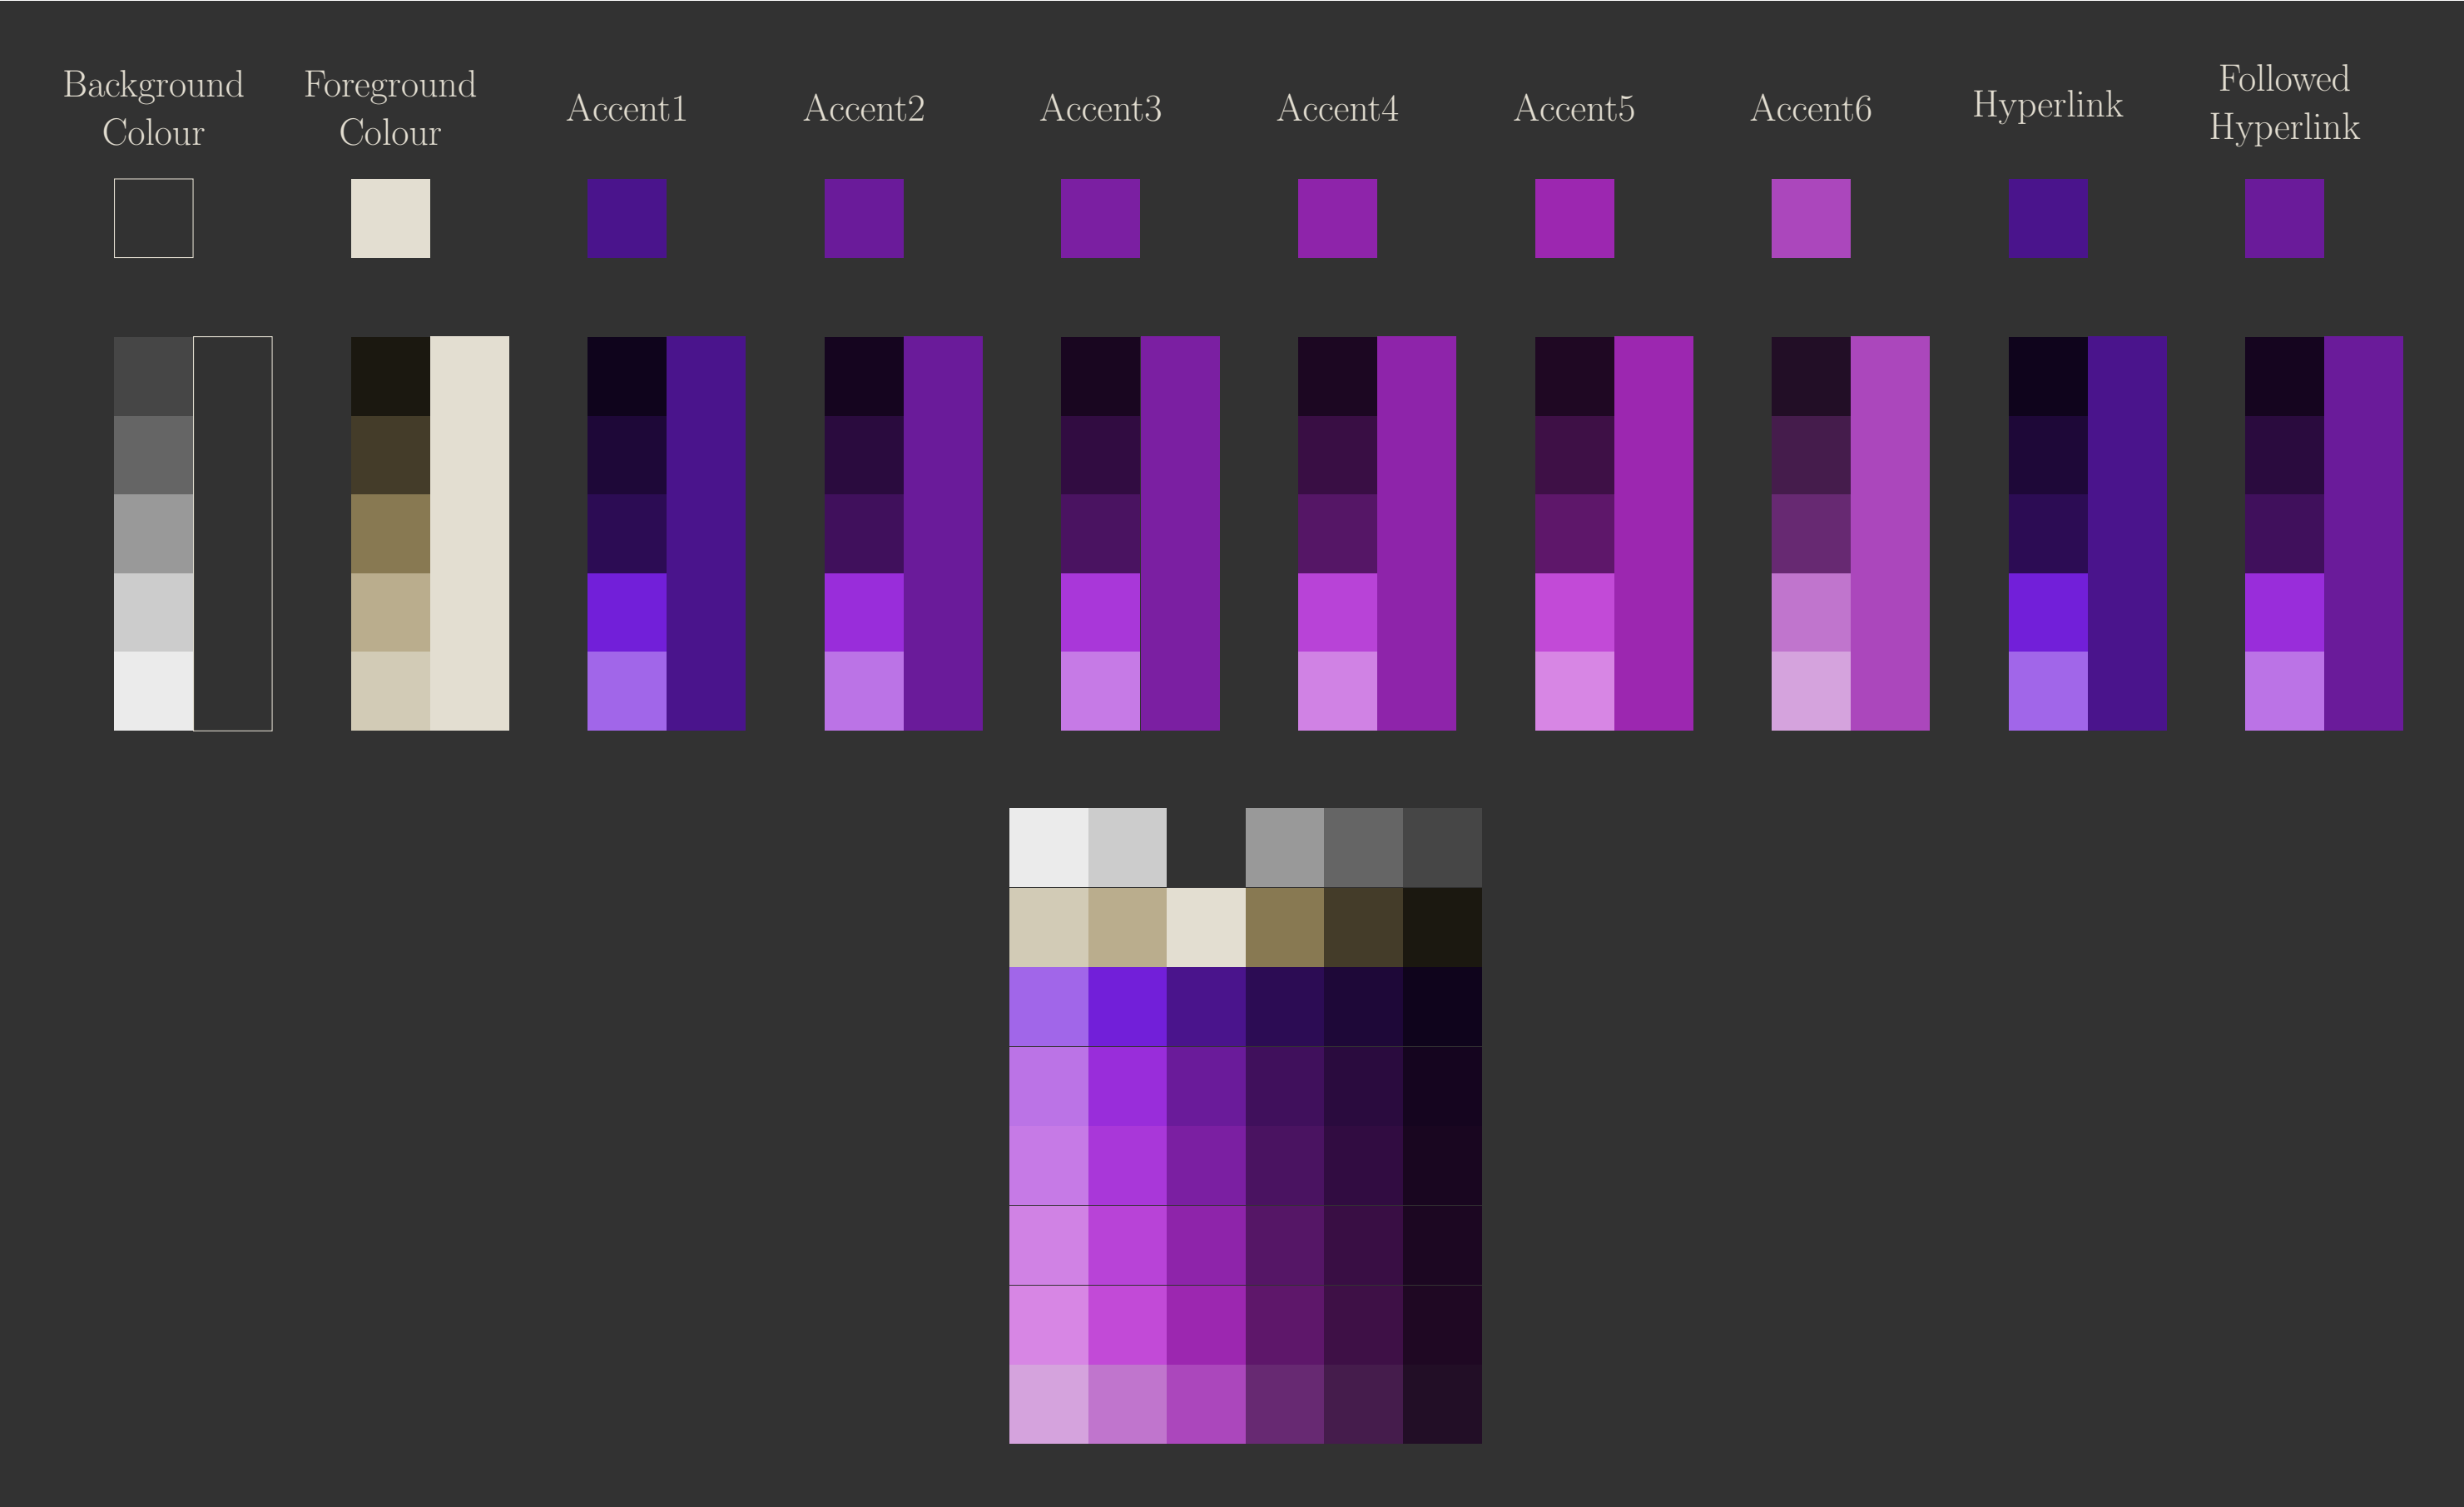 Background
Colour
Foreground
Colour
Accent1
Accent2
Accent3
Accent4
Accent5
Accent6
Hyperlink
Followed
Hyperlink